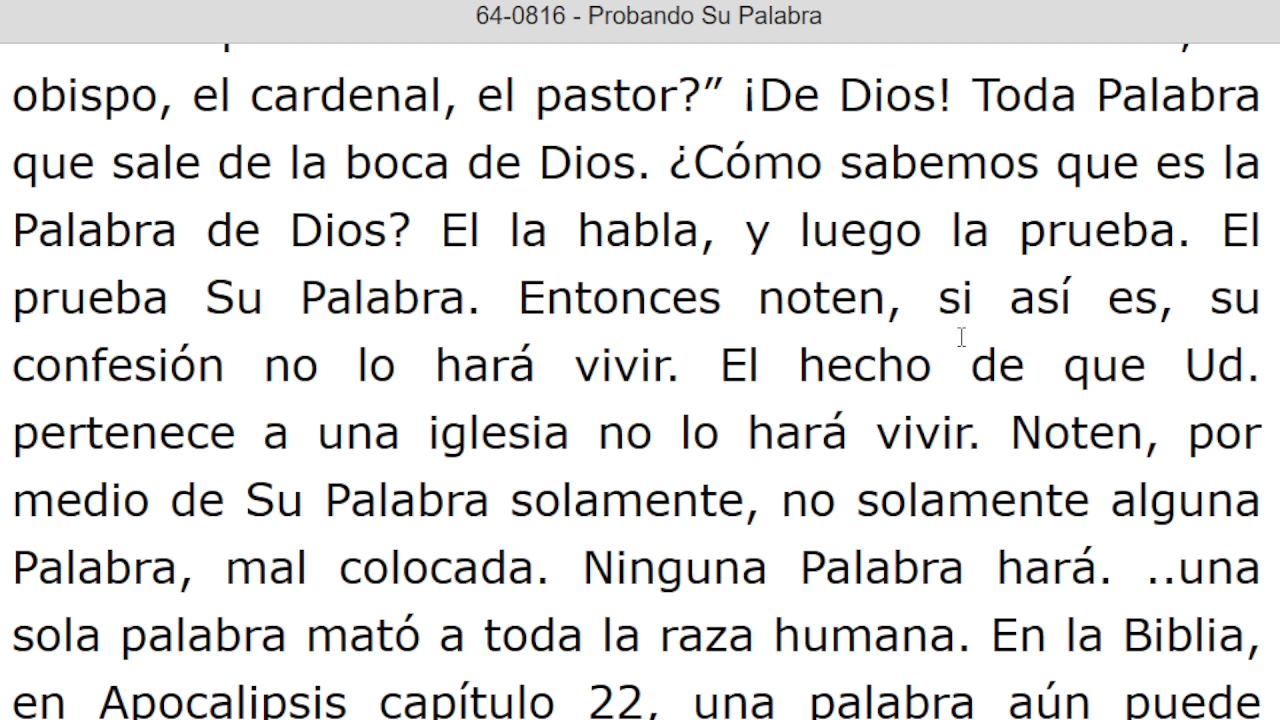 64-0816 - Probando Su Palabra
obispo, el cardenal, el pastor?” ¡De Dios! Toda Palabra
que sale de la boca de Dios. ¿Cómo sabemos que es la
Palabra de Dios? El la habla, y luego la prueba. El
prueba Su Palabra. Entonces noten, si así es, su
confesión no lo hará vivir. El hecho de que Ud.
pertenece a una iglesia no lo hará vivir. Noten, por
medio de Su Palabra solamente, no solamente alguna
Palabra, mal colocada. Ninguna Palabra hará. ..una
sola palabra mató a toda la raza humana. En la Biblia,
en Apocalipsis capítulo 22, una palabra aún puede